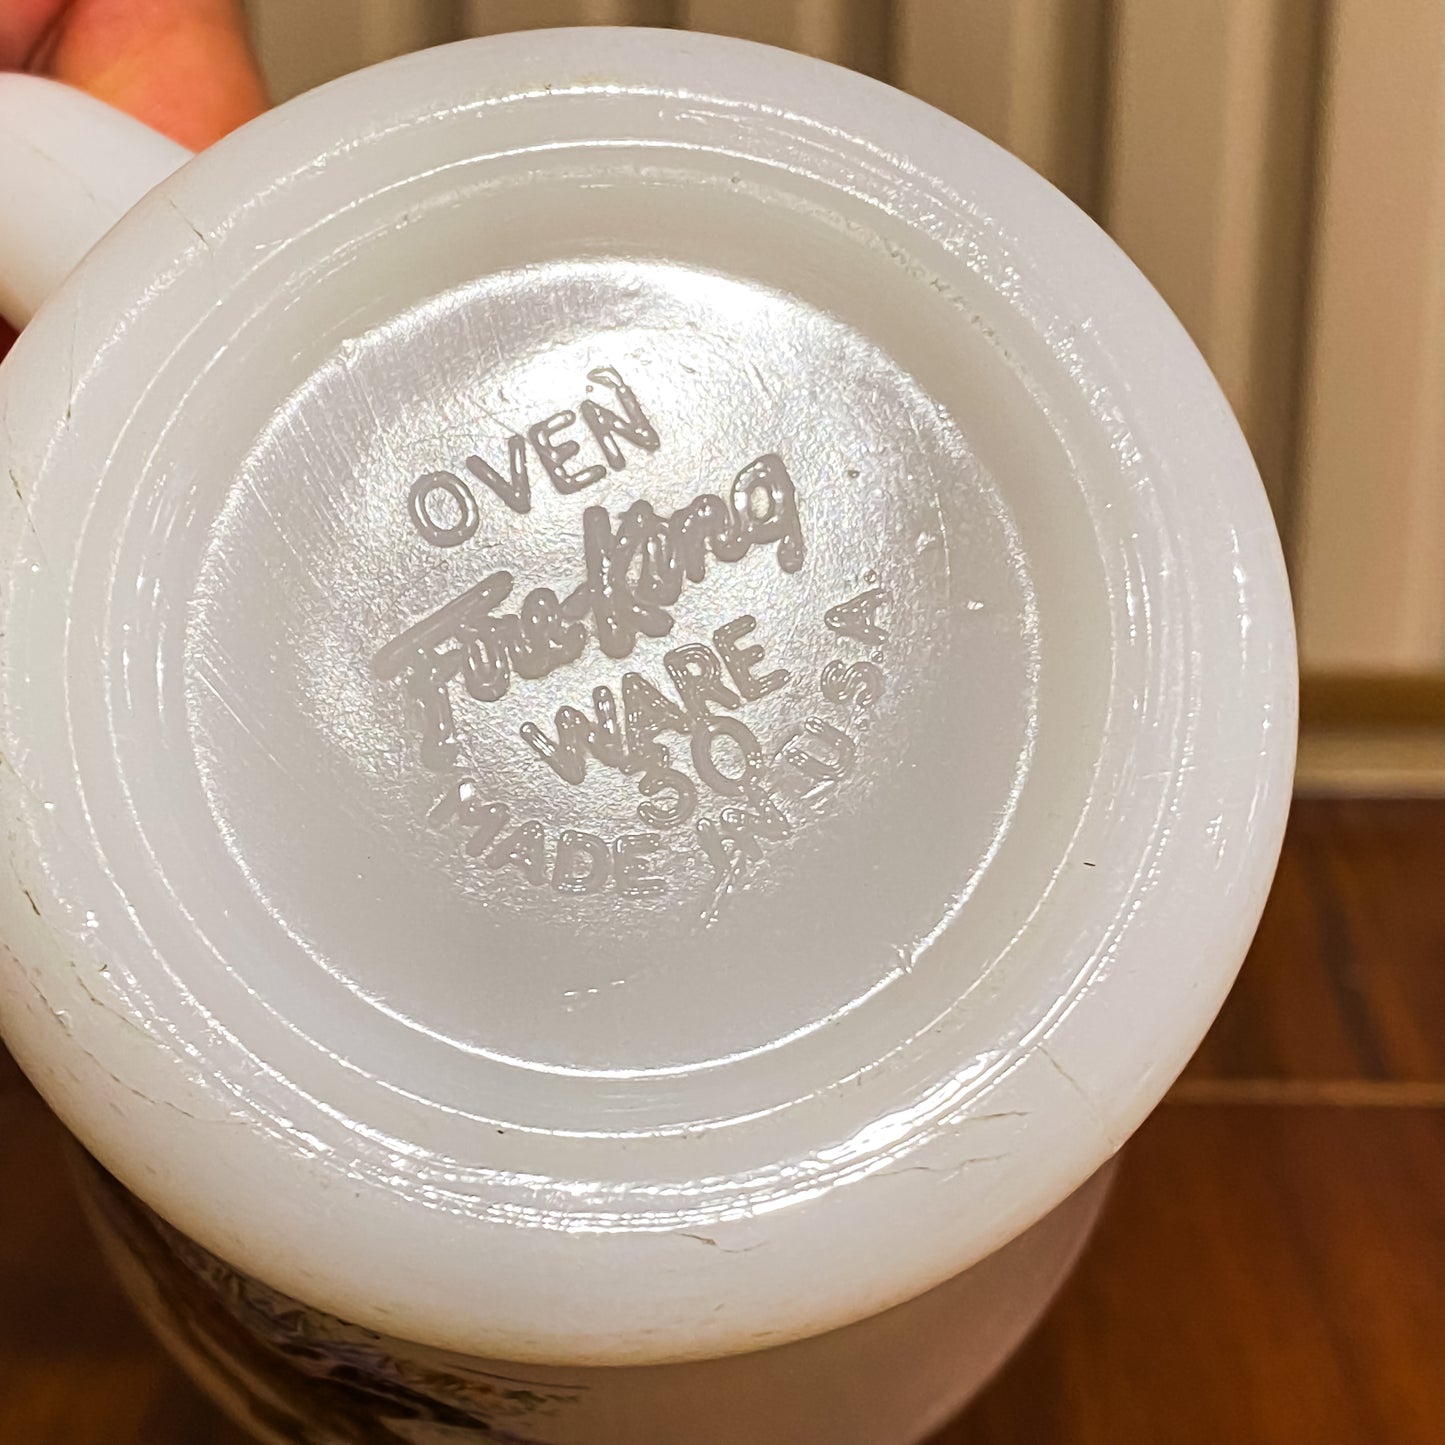 OVEN
Fire-King
WARE
30
MADE IN U.S.A.